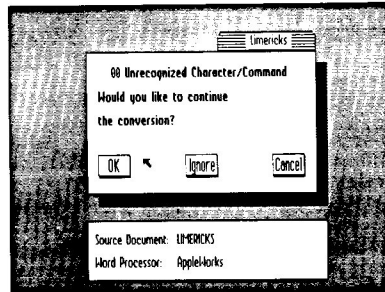 Limericks
00 Unrecognized Character/Command
Would you like to continue
the conversion?
OK Ignore Cancel
Source Document: LIMERICKS
Word Processor: AppleWorks